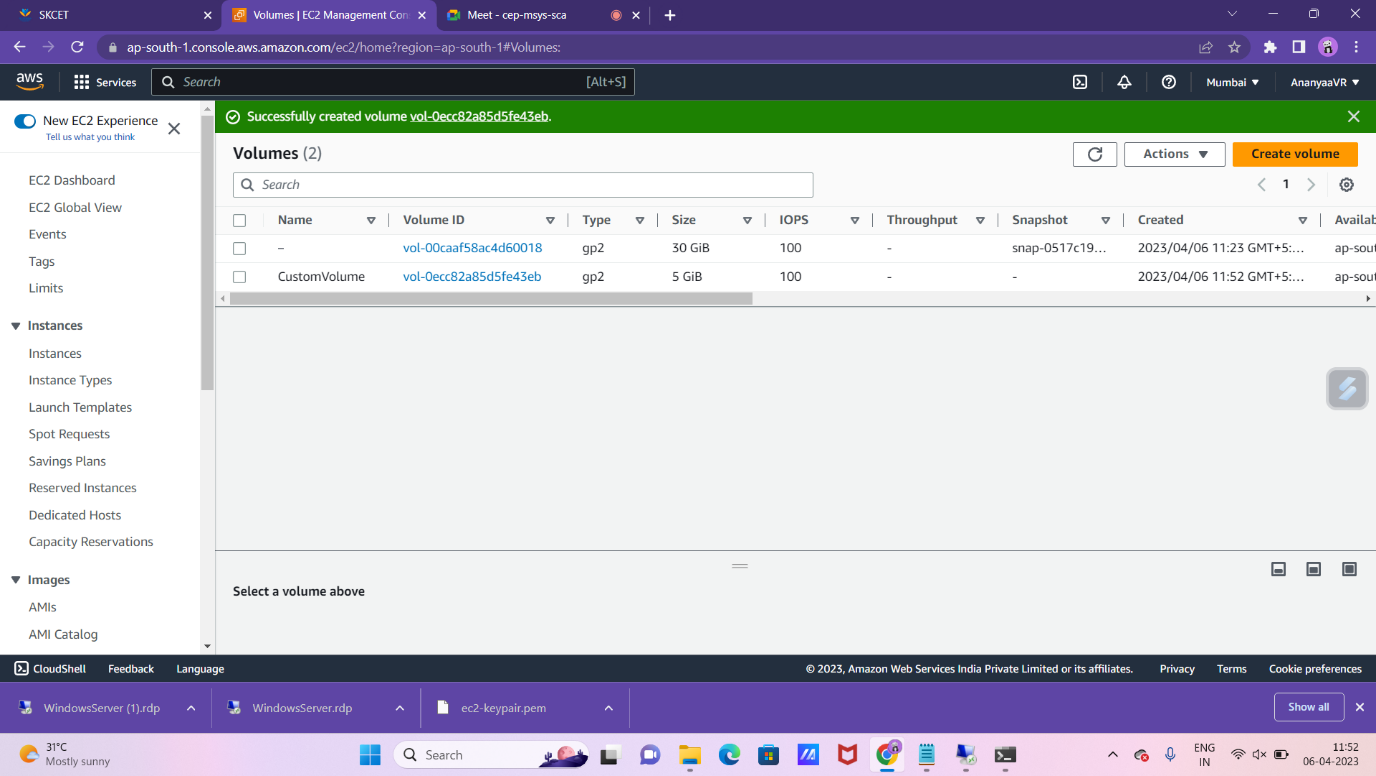 SKCET
Volumes | EC2 Management Con
Meet - cep-msys-sca
ap-south-1.console.aws.amazon.com/ec2/home?region=ap-south-1#Volumes:
aws
Services
Search
[Alt+S]
Mumbai
AnanyaaVR
New EC2 Experience
Tell us what you think
Successfully created volume vol-0ecc82a85d5fe43eb.
Volumes (2)
Actions
Create volume
Search
1
Name Volume ID Type Size IOPS Throughput Snapshot Created Availab
– vol-00caaf58ac4d60018 gp2 30 GiB 100 - snap-0517c19... 2023/04/06 11:23 GMT+5:... ap-sout
CustomVolume vol-0ecc82a85d5fe43eb gp2 5 GiB 100 - - 2023/04/06 11:52 GMT+5:... ap-sout
Select a volume above
EC2 Dashboard
EC2 Global View
Events
Tags
Limits
Instances
Instances
Instance Types
Launch Templates
Spot Requests
Savings Plans
Reserved Instances
Dedicated Hosts
Capacity Reservations
Images
AMIs
AMI Catalog
CloudShell
Feedback
Language
© 2023, Amazon Web Services India Private Limited or its affiliates.
Privacy
Terms
Cookie preferences
WindowsServer (1).rdp
WindowsServer.rdp
ec2-keypair.pem
Show all
31°C
Mostly sunny
Search
ENG
IN
11:52
06-04-2023